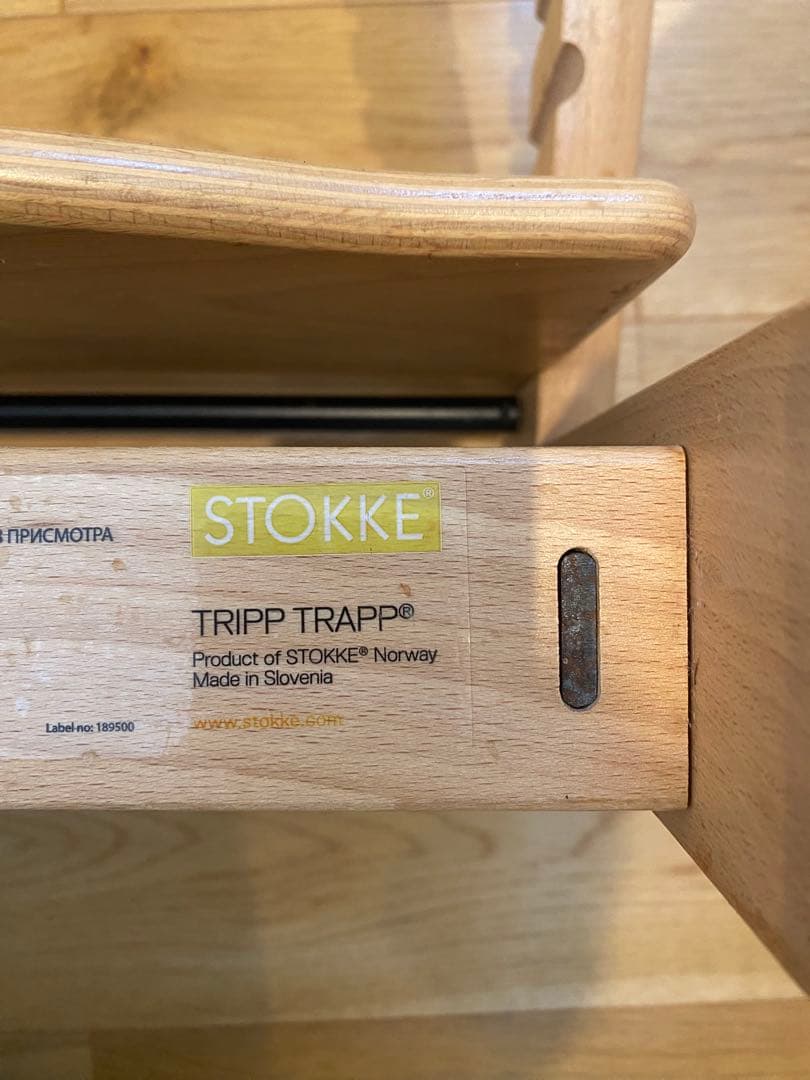 STOKKE®
ПРИСМОТРА
TRIPP TRAPP®
Product of STOKKE® Norway
Made in Slovenia
www.stokke.com
Label no: 189500